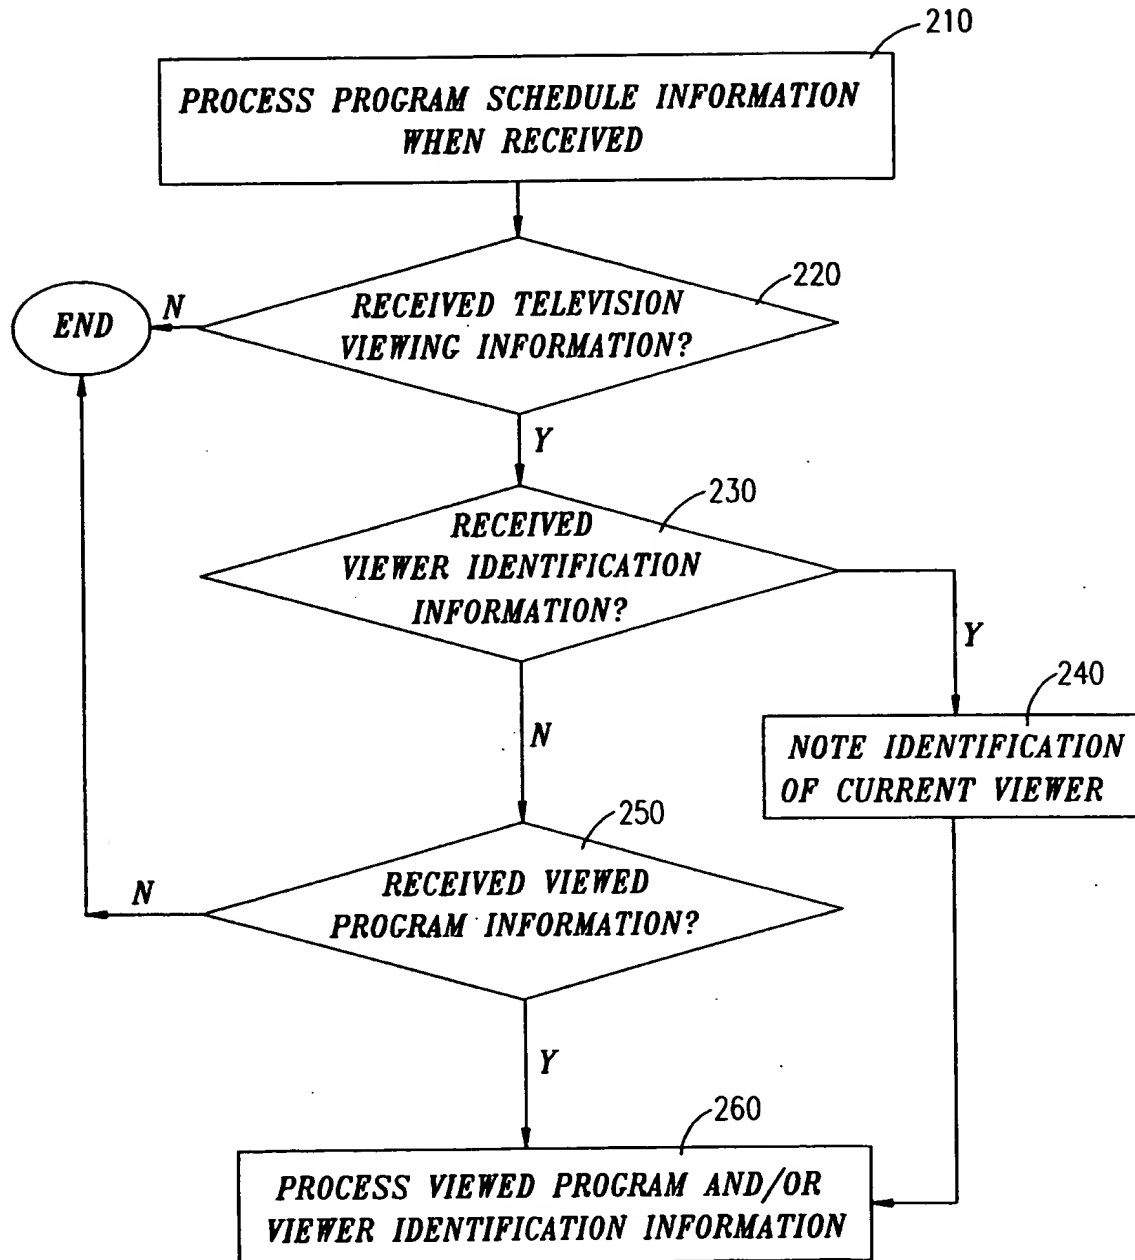 210
PROCESS PROGRAM SCHEDULE INFORMATION
WHEN RECEIVED
220
RECEIVED TELEVISION
VIEWING INFORMATION?
N
END
Y
230
RECEIVED
VIEWER IDENTIFICATION
INFORMATION?
Y
240
NOTE IDENTIFICATION
OF CURRENT VIEWER
N
250
RECEIVED VIEWED
PROGRAM INFORMATION?
N
Y
260
PROCESS VIEWED PROGRAM AND/OR
VIEWER IDENTIFICATION INFORMATION